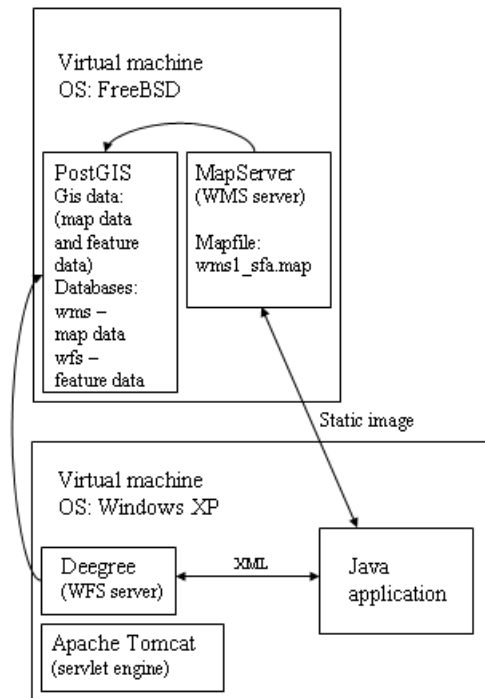 Virtual machine
OS: FreeBSD
PostGIS
Gis data:
(map data
and feature
data)
Databases:
wms –
map data
wfs –
feature data
MapServer
(WMS server)
Mapfile:
wms1_sfa.map
Static image
Virtual machine
OS: Windows XP
Deegree
(WFS server)
XML
Java
application
Apache Tomcat
(servlet engine)